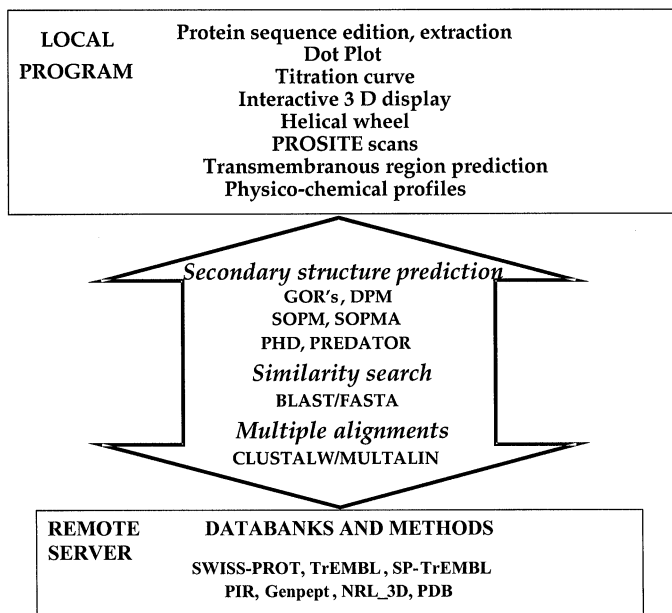 LOCAL PROGRAM
Protein sequence edition, extraction
Dot Plot
Titration curve
Interactive 3 D display
Helical wheel
PROSITE scans
Transmembranous region prediction
Physico-chemical profiles
Secondary structure prediction
GOR's, DPM
SOPM, SOPMA
PHD, PREDATOR
Similarity search
BLAST/FASTA
Multiple alignments
CLUSTALW/MULTALIN
REMOTE SERVER
DATABANKS AND METHODS
SWISS-PROT, TrEMBL, SP-TrEMBL
PIR, Genpept, NRL_3D, PDB